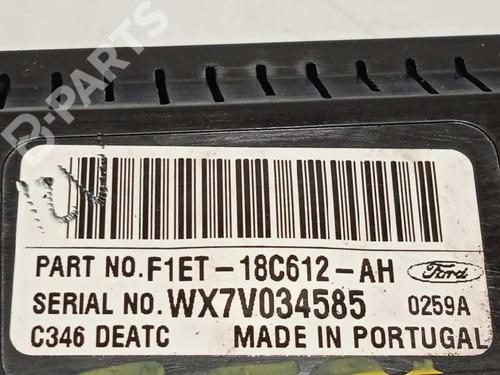 B-PARTS
PART NO. F1ET-18C612-AH Ford
SERIAL NO. WX7V034585 0259A
C346 DEATC MADE IN PORTUGAL